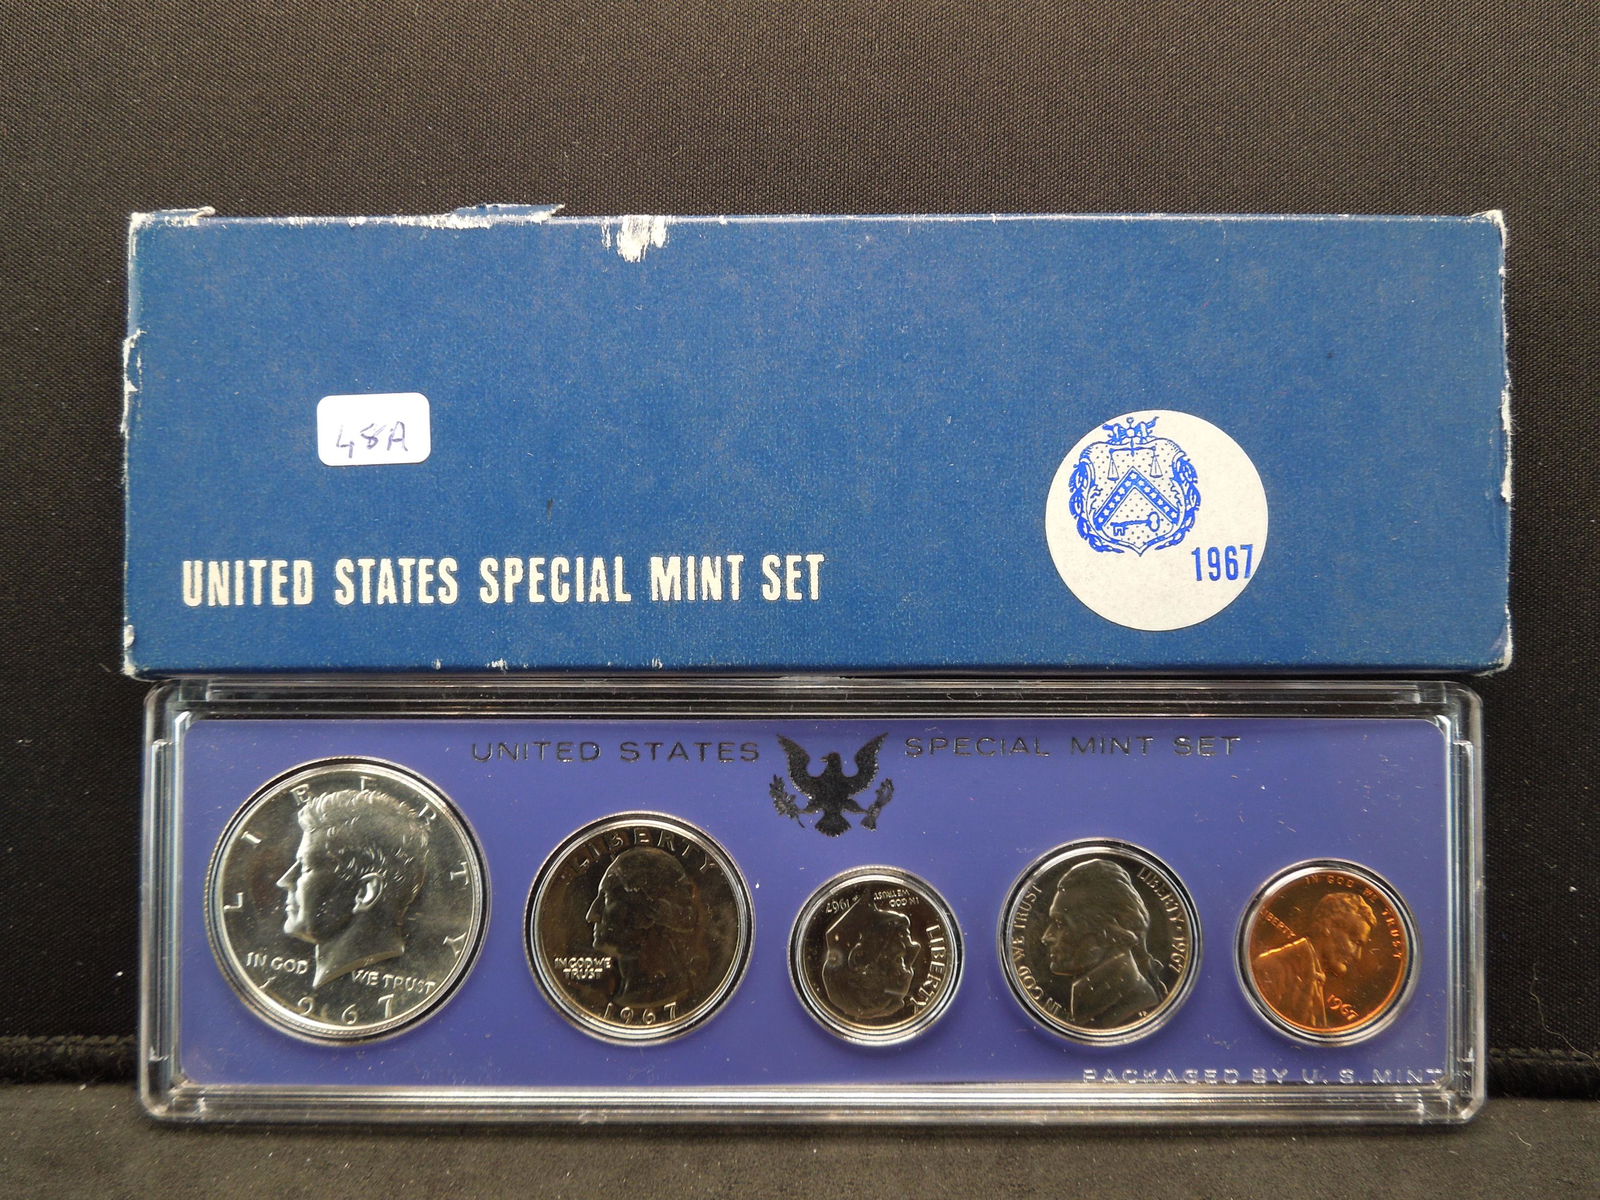 48A
UNITED STATES SPECIAL MINT SET
1967
UNITED STATES SPECIAL MINT SET
LIBERTY
IN GOD WE TRUST
1967
LIBERTY
IN GOD WE
TRUST
1967
LIBERTY
IN GOD
WE TRUST
1967
IN GOD WE TRUST
LIBERTY · 1967
IN GOD WE TRUST
LIBERTY
1967
PACKAGED BY U.S. MINT